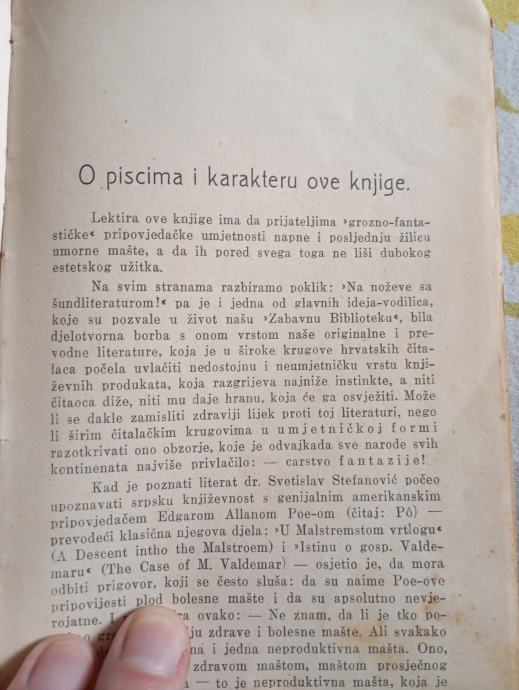 O piscima i karakteru ove knjige.
Lektira ove knjige ima da prijateljima »grozno-fanta-
stičke« pripovjedačke umjetnosti napne i posljednju žilicu
umorne mašte, a da ih pored svega toga ne liši dubokog
estetskog užitka.
Na svim stranama razbiramo poklik: »Na noževe sa
šundliteraturom!« pa je i jedna od glavnih ideja-vodilica,
koje su pozvale u život našu »Zabavnu Biblioteku«, bila
djelotvorna borba s onom vrstom naše originalne i pre-
vodne literature, koja je u široke krugove hrvatskih čita-
laca počela uvlačiti nedostojnu i neumjetničku vrstu knji-
ževnih produkata, koja razgrijeva najniže instinkte, a niti
čitaoca diže, niti mu daje hranu, koja će ga osvježiti. Može
li se dakle zamisliti zdraviji lijek proti toj literaturi, nego
li širim čitalačkim krugovima u umjetničkoj formi
razotkrivati ono obzorje, koje je odvajkada sve narode svih
kontinenata najviše privlačilo: — carstvo fantazije!
Kad je poznati literat dr. Svetislav Stefanović počeo
upoznavati srpsku književnost s genijalnim amerikanskim
pripovjedačem Edgarom Allanom Poe-om (čitaj: Pô) —
prevodeći klasična njegova djela: »U Malstremstom vrtlogu«
(A Descent intho the Malstroem) i »Istinu o gosp. Valde-
maru« (The Case of M. Valdemar) — osjetio je, da mora
odbiti prigovor, koji se često sluša: da su naime Poe-ove
pripovijesti plod bolesne mašte i da su apsolutno nevje-
rojatne. I ovako: — Ne znam, da li je tko po-
zdrave i bolesne mašte. Ali svakako
i jedna neproduktivna mašta. Ono,
zdravom maštom, maštom prosječnog
— to je neproduktivna mašta, koja je